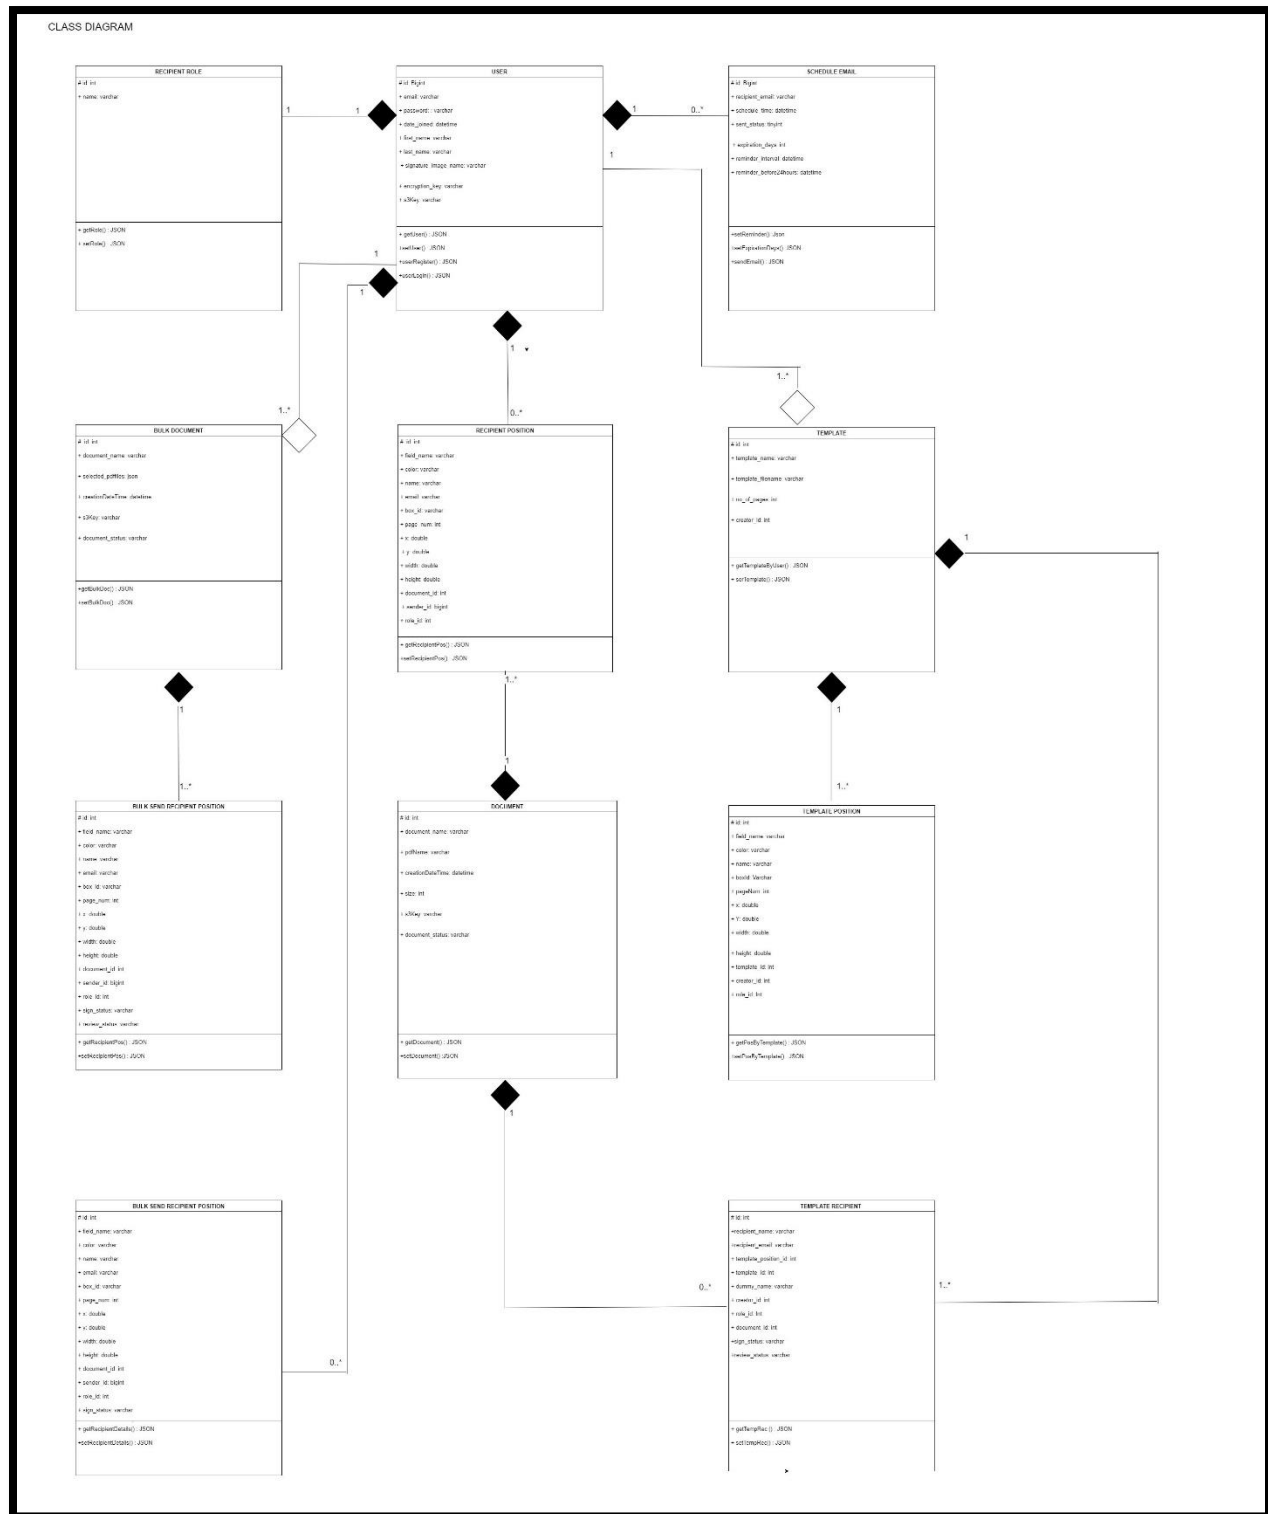 CLASS DIAGRAM
RECIPIENT ROLE
# id: int
+ name: varchar
+ getRole() : JSON
+ setRole() : JSON
1
1
USER
# id: Bigint
+ email: varchar
+ password: : varchar
+ date_joined: datetime
+ first_name: varchar
+ last_name: varchar
+ signature_image_name: varchar
+ encryption_key: varchar
+ s3Key: varchar
+ getUser() : JSON
+setUser() : JSON
+userRegister() : JSON
+userLogin() : JSON
1
0..*
SCHEDULE EMAIL
# id: Bigint
+ recipient_email: varchar
+ schedule_time: datetime
+ sent_status: tinyint
+ expiration_days: int
+ reminder_interval: datetime
+ reminder_before24hours: datetime
+setReminder() : Json
+setExpirationDays() : JSON
+sendEmail() : JSON
1
1
1
1
1..*
1..*
0..*
BULK DOCUMENT
# id: int
+ document_name: varchar
+ selected_pdffiles: json
+ creationDateTime: datetime
+ s3Key: varchar
+ document_status: varchar
+getBulkDoc() : JSON
+setBulkDoc() : JSON
RECIPIENT POSITION
# id: int
+ field_name: varchar
+ color: varchar
+ name: varchar
+ email: varchar
+ box_id: varchar
+ page_num: int
+ x: double
+ y: double
+ width: double
+ height: double
+ document_id: int
+ sender_id: bigint
+ role_id: int
+ getRecipientPos() : JSON
+setRecipientPos() : JSON
TEMPLATE
# id: int
+ template_name: varchar
+ template_filename: varchar
+ no_of_pages: int
+ creator_id: int
+ getTemplateByUser() : JSON
+ serTemplate() : JSON
1
1
1..*
1..*
1
1
1..*
BULK SEND RECIPIENT POSITION
# id: int
+ field_name: varchar
+ color: varchar
+ name: varchar
+ email: varchar
+ box_id: varchar
+ page_num: int
+ x: double
+ y: double
+ width: double
+ height: double
+ document_id: int
+ sender_id: bigint
+ role_id: int
+ sign_status: varchar
+ review_status: varchar
+ getRecipientPos() : JSON
+setRecipientPos() : JSON
DOCUMENT
# id: int
+ document_name: varchar
+ pdfName: varchar
+ creationDateTime: datetime
+ size: int
+ s3Key: varchar
+ document_status: varchar
+ getDocument() : JSON
+setDocument() :JSON
TEMPLATE POSITION
# id: int
+ field_name: varchar
+ color: varchar
+ name: varchar
+ boxId: Varchar
+ pageNum: int
+ x: double
+ Y: double
+ width: double
+ height: double
+ template_id: int
+ creator_id: int
+ role_id: int
+ getPosByTemplate() : JSON
+setPosByTemplate() : JSON
1
BULK SEND RECIPIENT POSITION
# id: int
+ field_name: varchar
+ color: varchar
+ name: varchar
+ email: varchar
+ box_id: varchar
+ page_num: int
+ x: double
+ y: double
+ width: double
+ height: double
+ document_id: int
+ sender_id: bigint
+ role_id: int
+ sign_status: varchar
+ getRecipientDetails() : JSON
+setRecipientDetails() : JSON
0..*
0..*
TEMPLATE RECIPIENT
# id: int
+recipient_name: varchar
+recipient_email: varchar
+ template_position_id: int
+ template_id: int
+ dummy_name: varchar
+ creator_id: int
+ role_id: int
+ document_id: int
+sign_status: varchar
+review_status: varchar
+ getTempRec() : JSON
+ setTempRec() : JSON
1..*